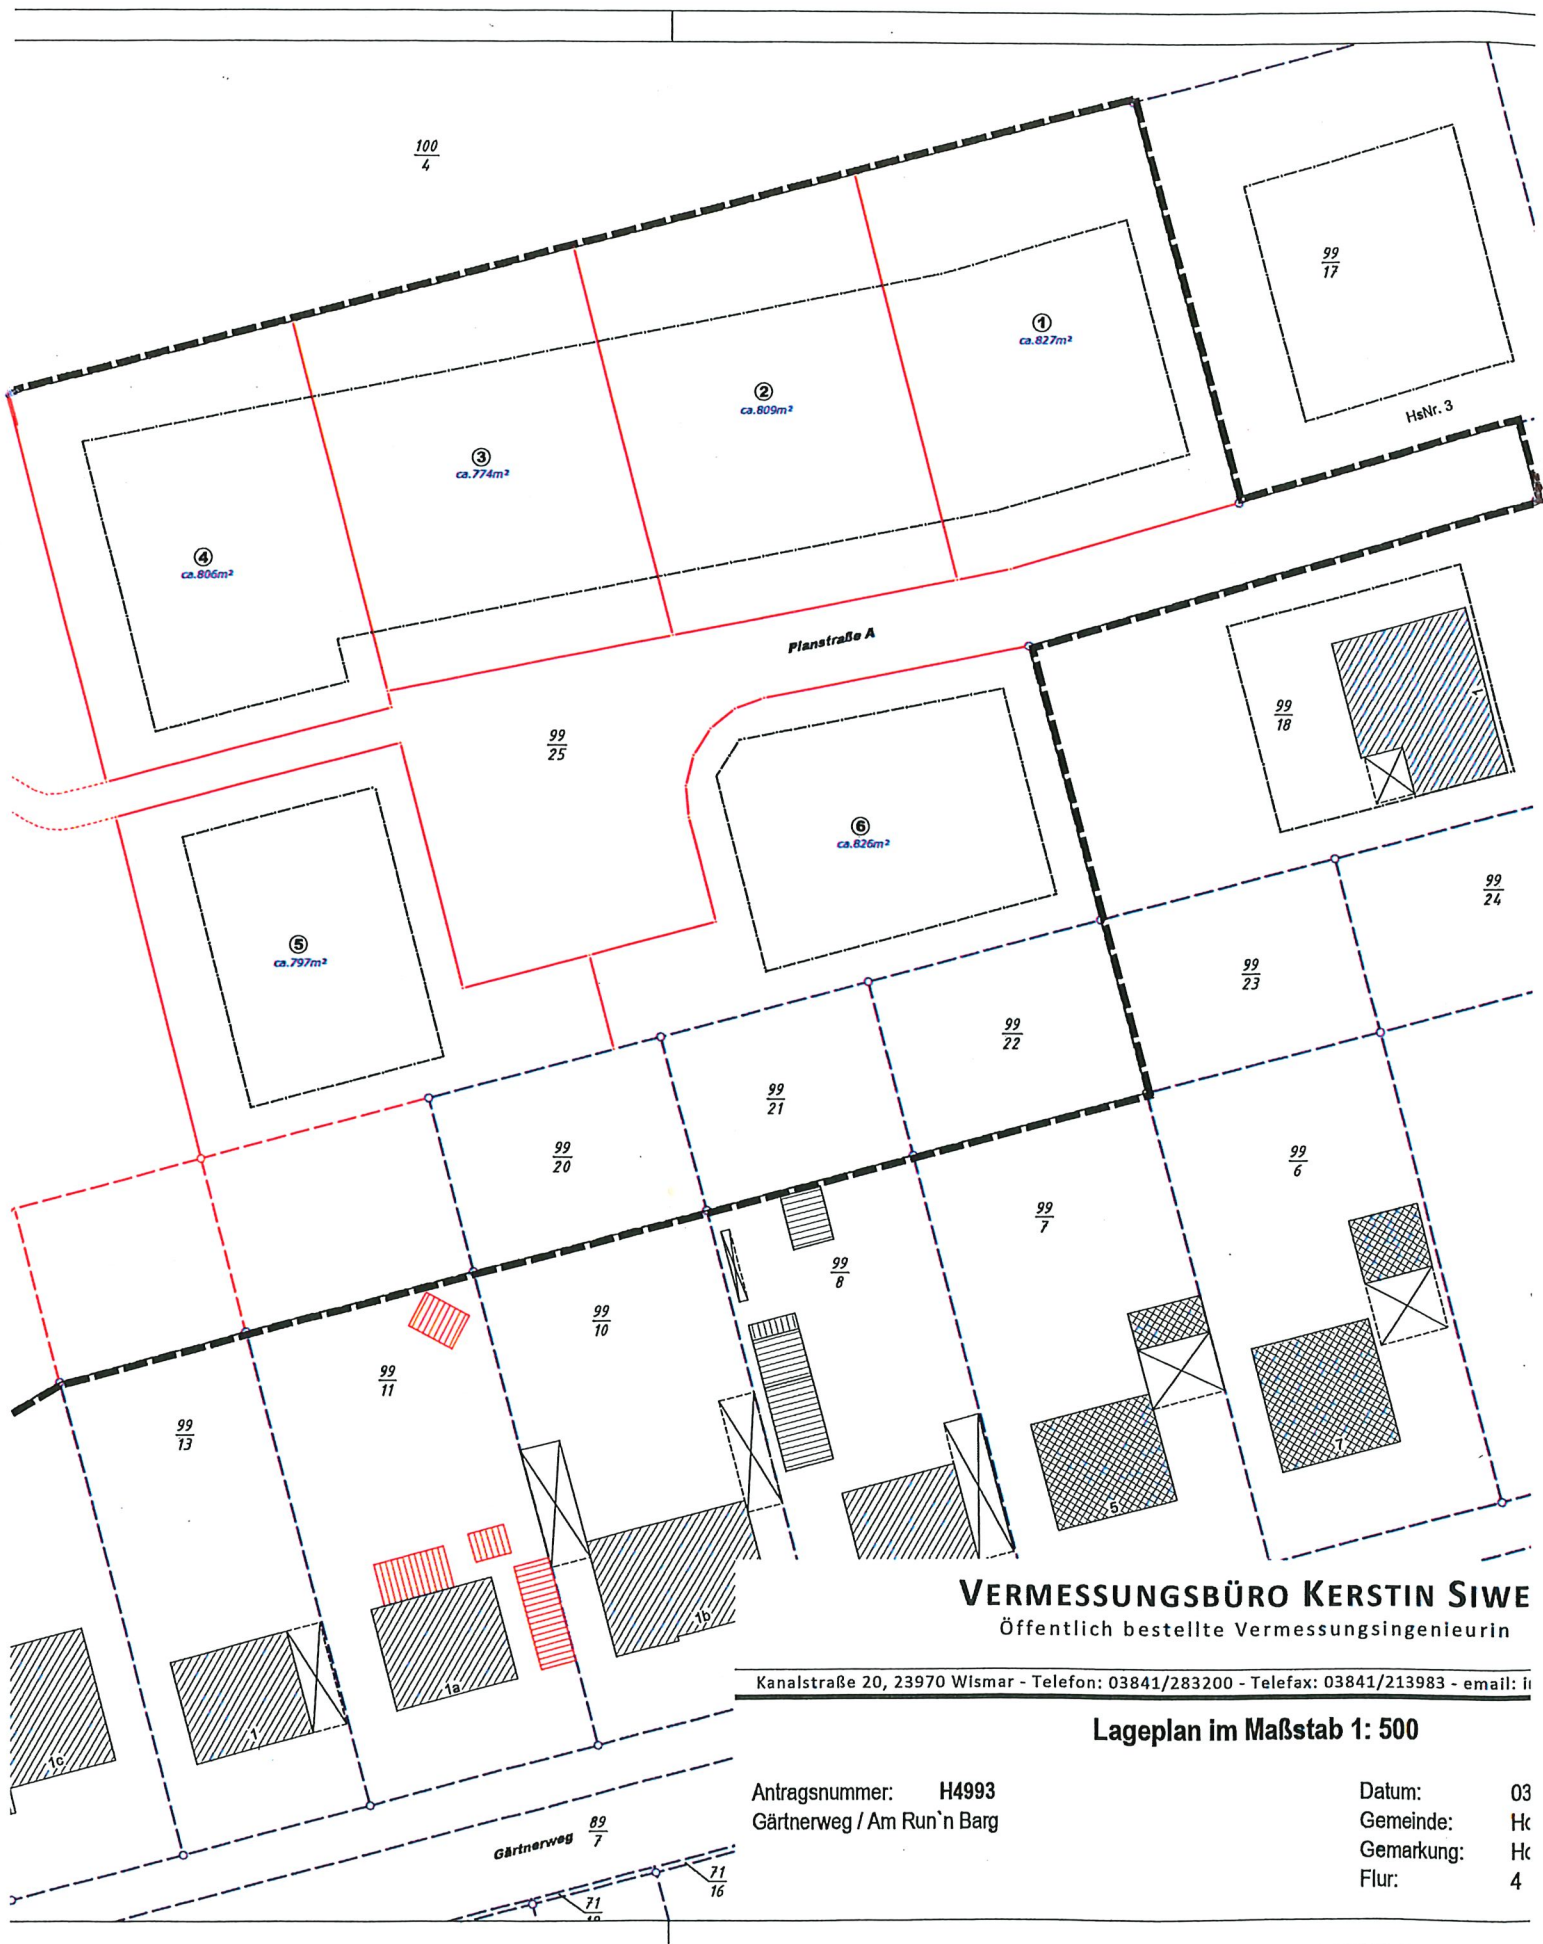 100
4
99
17
①
ca.827m²
②
ca.809m²
HsNr. 3
③
ca.774m²
④
ca.806m²
Planstraße A
99
18
1
99
25
⑥
ca.826m²
99
24
⑤
ca.797m²
99
23
99
22
99
21
99
20
99
6
99
7
99
8
99
10
99
11
99
13
7
5
1b
1a
1
1c
VERMESSUNGSBÜRO KERSTIN SIWE
Öffentlich bestellte Vermessungsingenieurin
Kanalstraße 20, 23970 Wismar - Telefon: 03841/283200 - Telefax: 03841/213983 - email:
Lageplan im Maßstab 1: 500
Antragsnummer: H4993
Gärtnerweg / Am Run`n Barg
Datum: 03
Gemeinde: Ho
Gemarkung: Ho
Flur: 4
Gärtnerweg
89
7
71
16
71